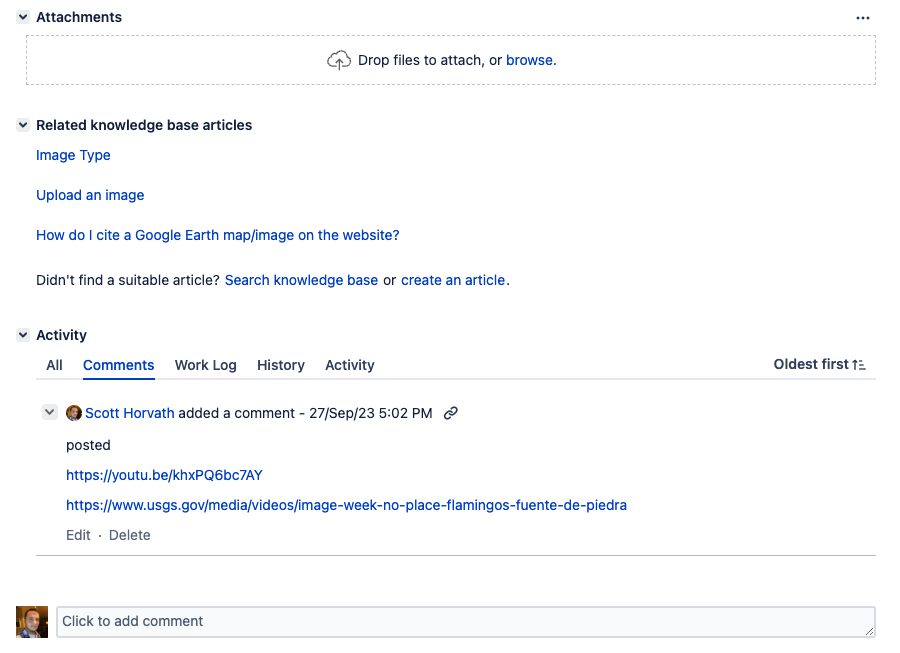 Attachments
Drop files to attach, or browse.
Related knowledge base articles
Image Type
Upload an image
How do I cite a Google Earth map/image on the website?
Didn't find a suitable article? Search knowledge base or create an article.
Activity
All Comments Work Log History Activity Oldest first
Scott Horvath added a comment - 27/Sep/23 5:02 PM
posted
https://youtu.be/khxPQ6bc7AY
https://www.usgs.gov/media/videos/image-week-no-place-flamingos-fuente-de-piedra
Edit · Delete
Click to add comment